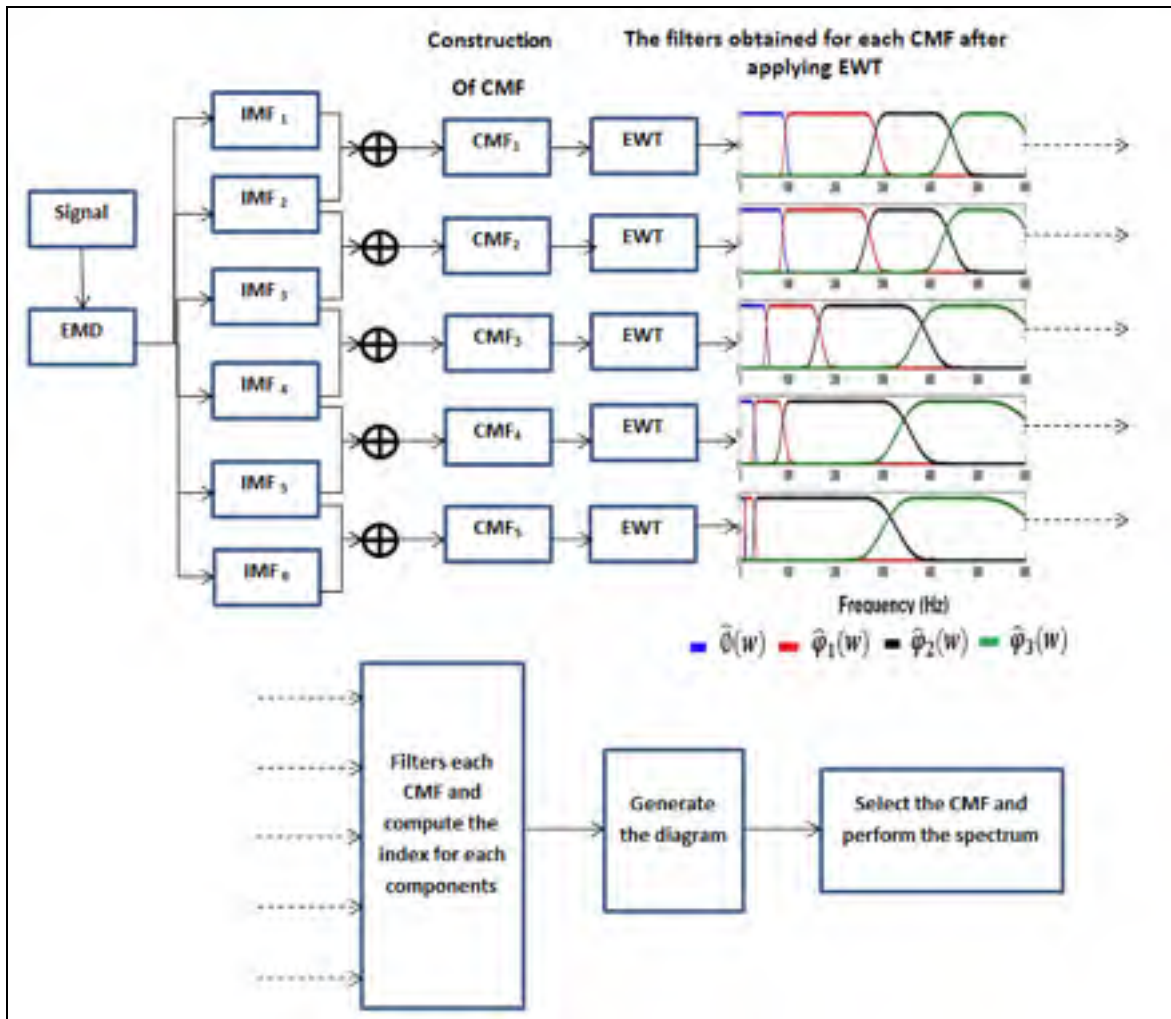 Construction
Of CMF
The filters obtained for each CMF after
applying EWT
Signal
EMD
IMF 1
IMF 2
IMF 3
IMF 4
IMF 5
IMF 6
CMF1
CMF2
CMF3
CMF4
CMF5
EWT
EWT
EWT
EWT
EWT
Frequency (Hz)
φ̂1(w) φ̂2(w) φ̂3(w)
Filters each
CMF and
compute the
index for each
components
Generate
the diagram
Select the CMF and
perform the spectrum